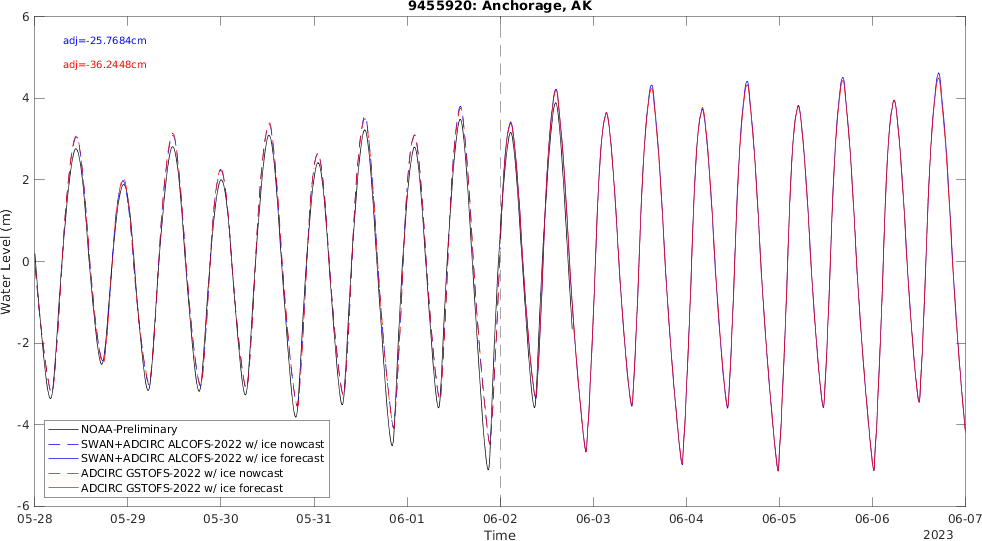 9455920: Anchorage, AK
adj=-25.7684cm
adj=-36.2448cm
6
4
2
0
-2
-4
-6
Water Level (m)
NOAA-Preliminary
SWAN+ADCIRC ALCOFS-2022 w/ ice nowcast
SWAN+ADCIRC ALCOFS-2022 w/ ice forecast
ADCIRC GSTOFS-2022 w/ ice nowcast
ADCIRC GSTOFS-2022 w/ ice forecast
05-28 05-29 05-30 05-31 06-01 06-02 06-03 06-04 06-05 06-06 06-07
Time
2023